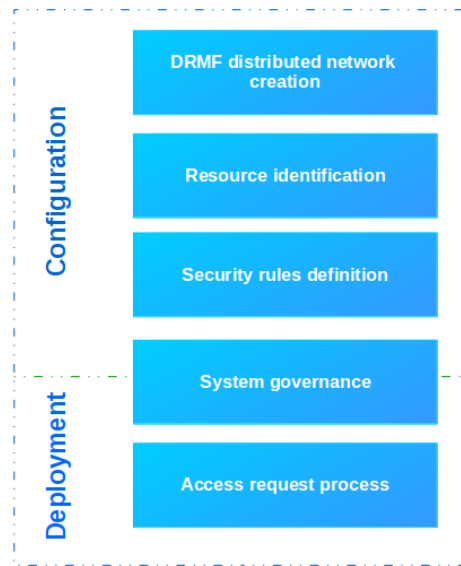 Configuration
DRMF distributed network
creation
Resource identification
Security rules definition
Deployment
System governance
Access request process